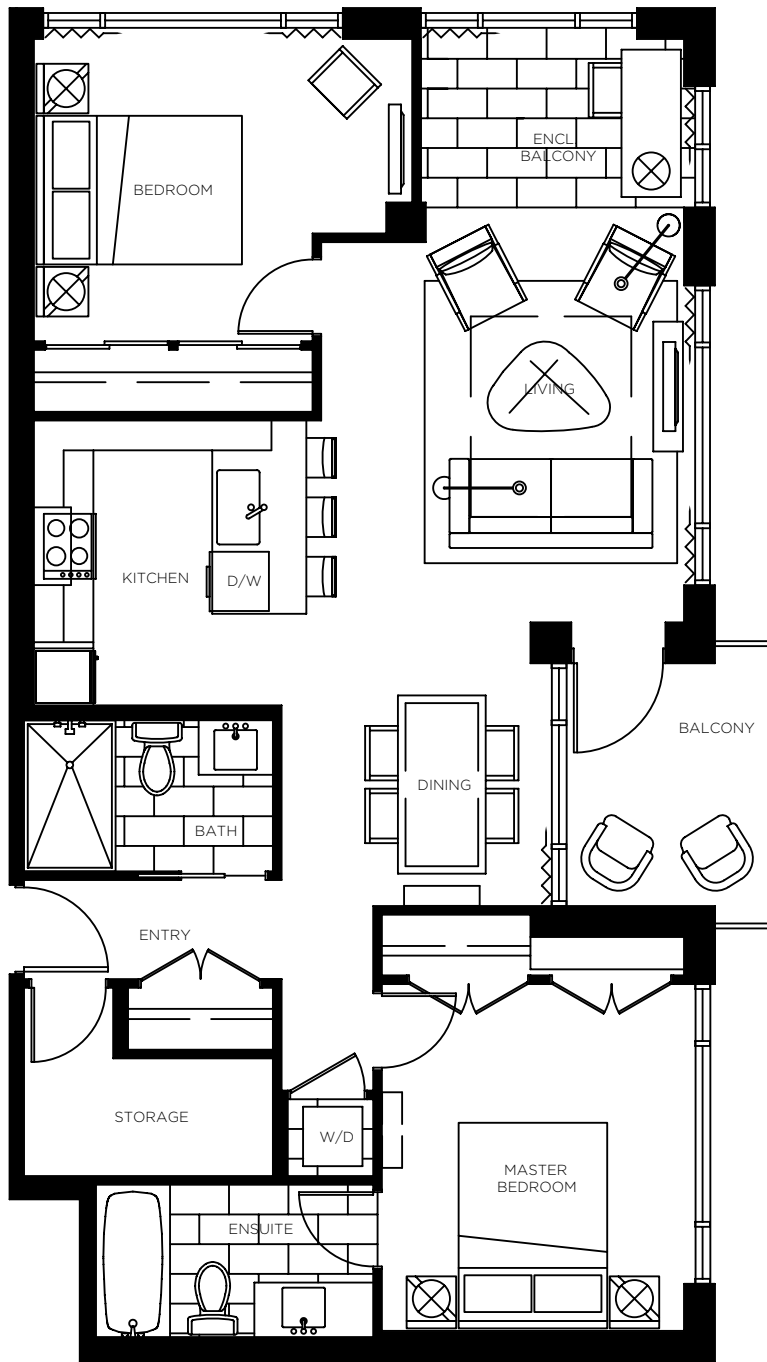 ENCL.
BALCONY
BEDROOM
LIVING
KITCHEN
D/W
BALCONY
DINING
BATH
ENTRY
STORAGE
W/D
MASTER
BEDROOM
ENSUITE